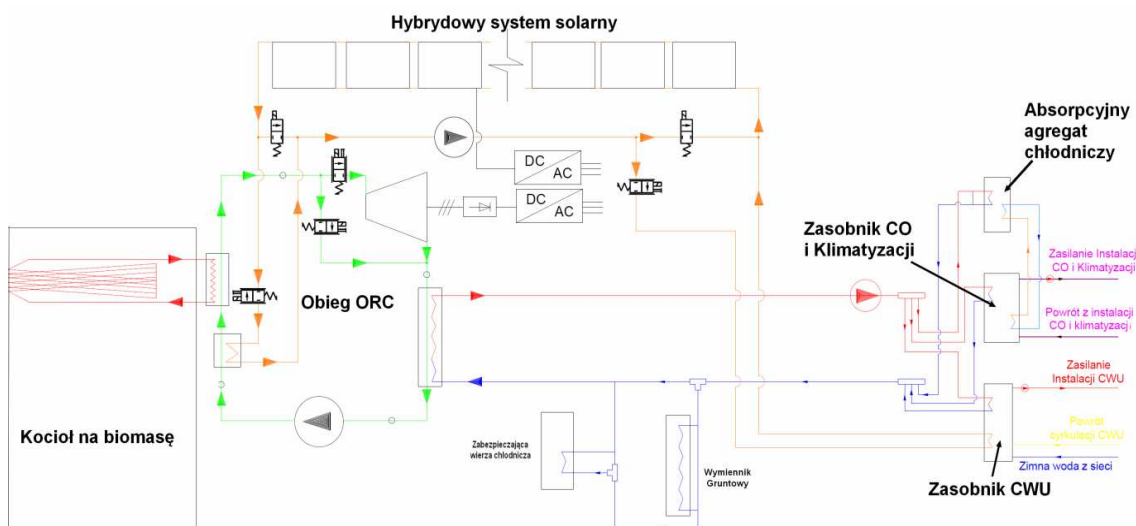 Hybrydowy system solarny
Absorpcyjny
agregat
chłodniczy
DC
AC
DC
AC
Zasobnik CO
i Klimatyzacji
Zasilanie Instalacj
CO i Klimatyzacji
Obieg ORC
Powrót z instalacji
CO i klimatyzacji
Zasilanie
Instalacji CWU
Kocioł na biomasę
Powrót
cyrkulacji CWU
Zabezpieczająca
wierza chłodnicza
Wymiennik
Gruntowy
Zimna woda z sieci
Zasobnik CWU